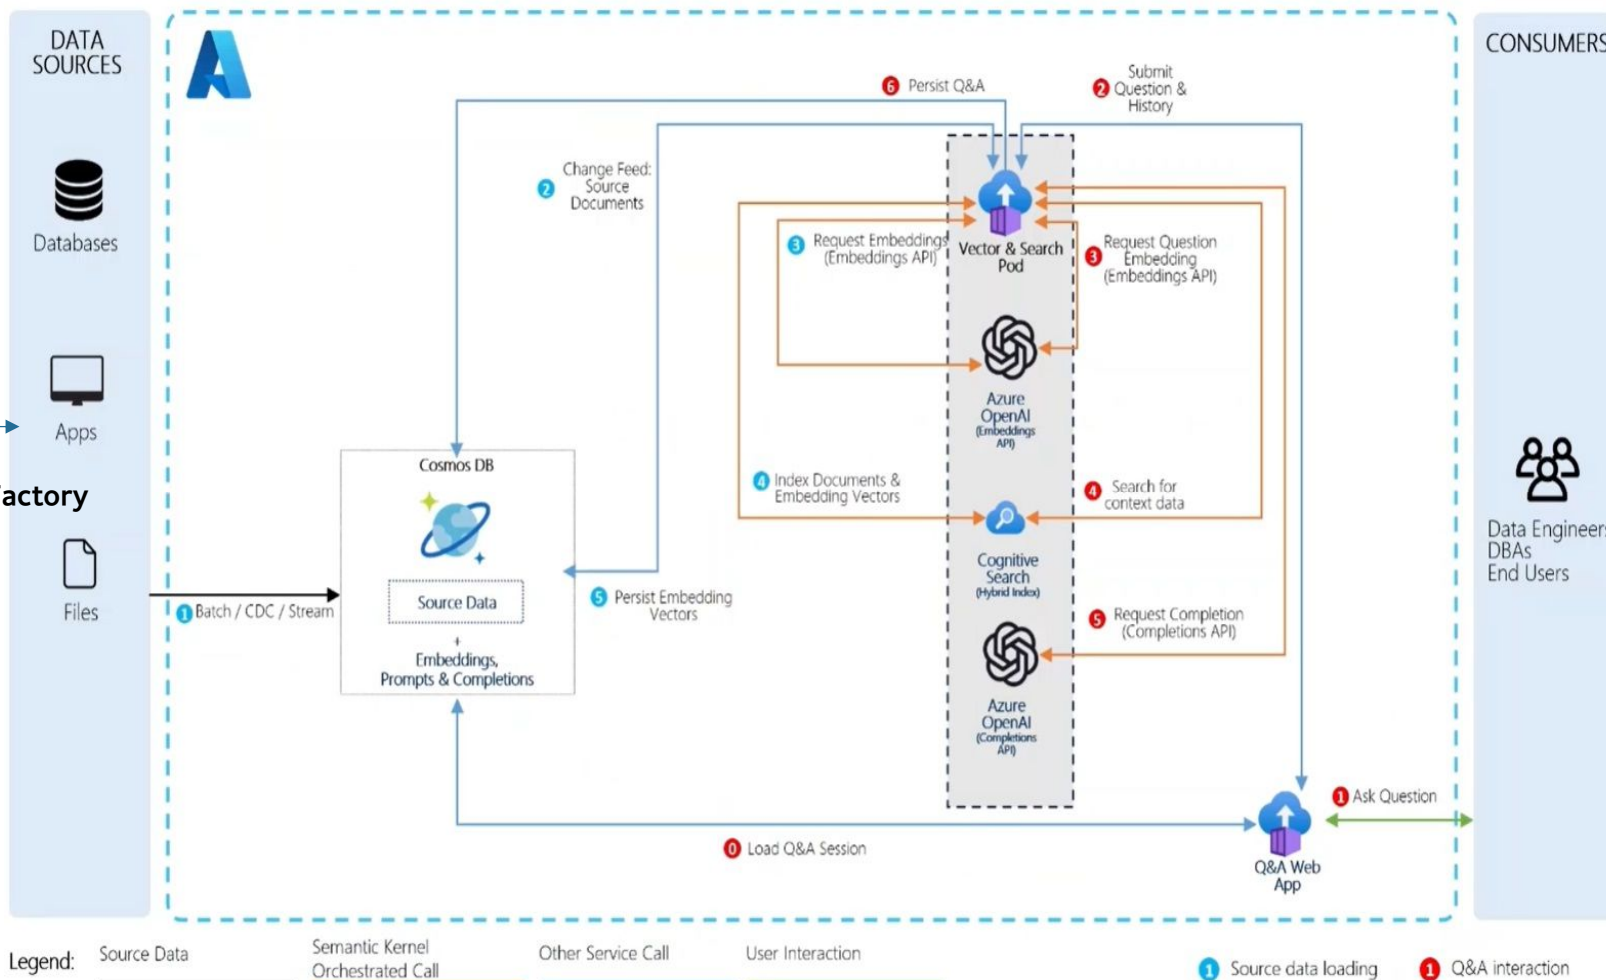 DATA
SOURCES
Databases
Apps
actory
Files
1 Batch / CDC / Stream
6 Persist Q&A
2 Submit
Question &
History
2 Change Feed:
Source
Documents
3 Request Embeddings
(Embeddings API)
Vector & Search
Pod
3 Request Question
Embedding
(Embeddings API)
Azure
OpenAI
(Embeddings
API)
Cosmos DB
Source Data
+
Embeddings,
Prompts & Completions
4 Index Documents &
Embedding Vectors
4 Search for
context data
Cognitive
Search
(Hybrid Index)
5 Persist Embedding
Vectors
5 Request Completion
(Completions API)
Azure
OpenAI
(Completions
API)
0 Load Q&A Session
1 Ask Question
Q&A Web
App
CONSUMERS
Data Engineers
DBAs
End Users
Legend:
Source Data
Semantic Kernel
Orchestrated Call
Other Service Call
User Interaction
1 Source data loading
1 Q&A interaction